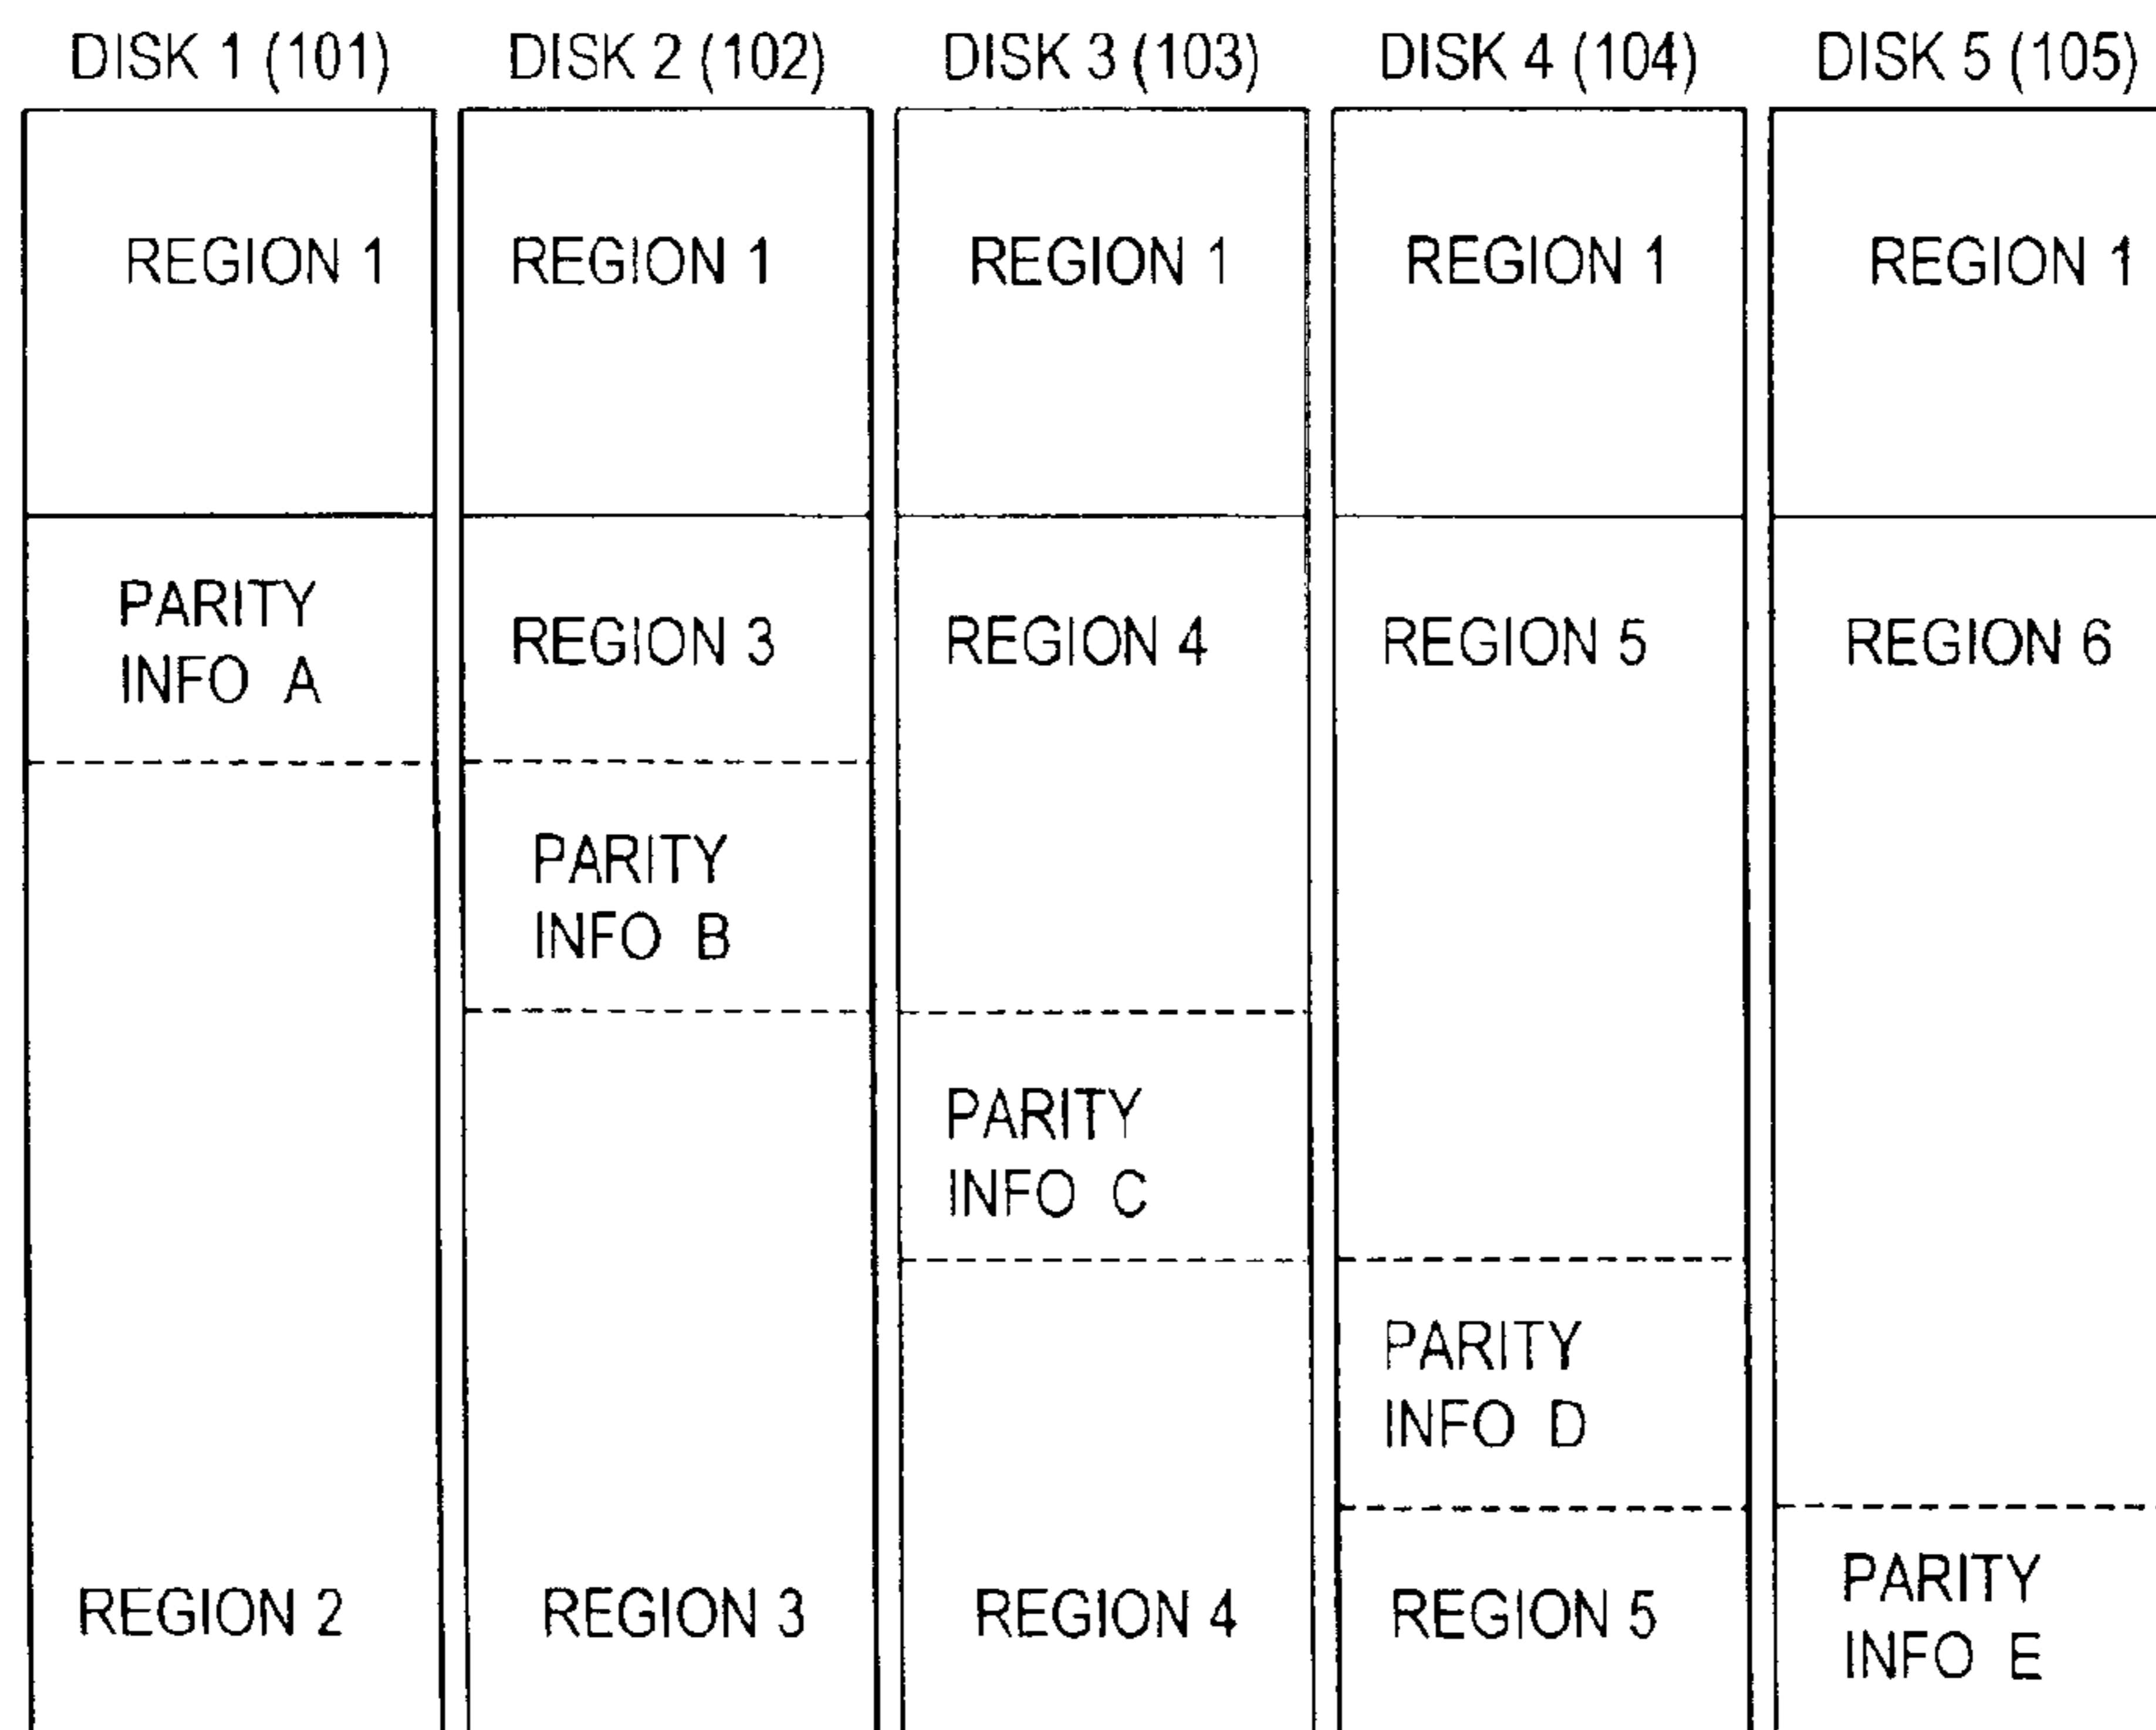 DISK 1 (101) DISK 2 (102) DISK 3 (103) DISK 4 (104) DISK 5 (105)
REGION 1 REGION 1 REGION 1 REGION 1 REGION 1
PARITY
INFO A
REGION 3 REGION 4 REGION 5 REGION 6
PARITY
INFO B
PARITY
INFO C
PARITY
INFO D
REGION 2 REGION 3 REGION 4 REGION 5
PARITY
INFO E